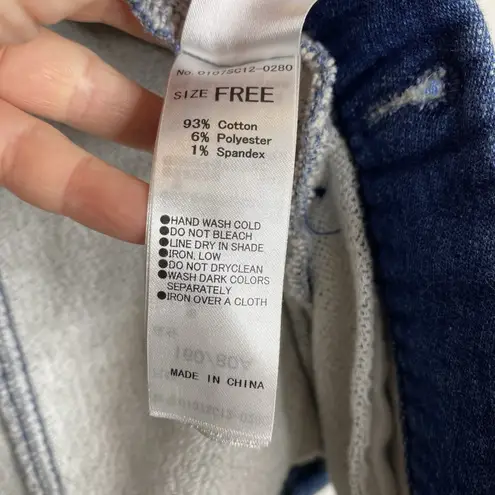 No. 01078C12-0280
SIZE FREE
93% Cotton
6% Polyester
1% Spandex
●HAND WASH COLD
●DO NOT BLEACH
●LINE DRY IN SHADE
●IRON, LOW
●DO NOT DRYCLEAN
●WASH DARK COLORS
SEPARATELY
●IRON OVER A CLOTH
MADE IN CHINA